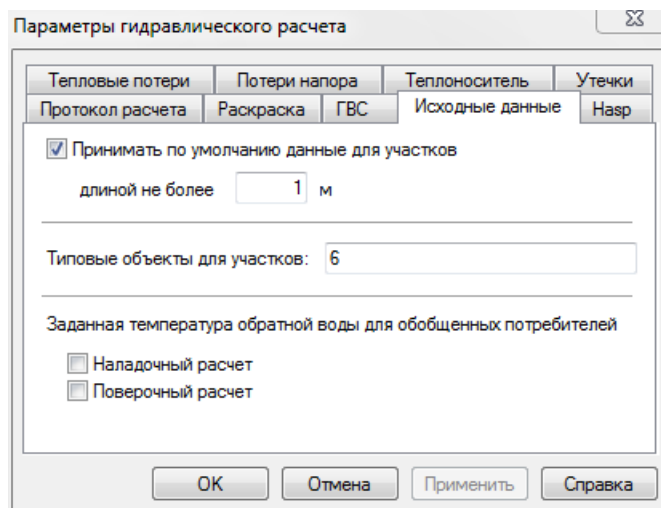 Параметры гидравлического расчета
Тепловые потери Потери напора Теплоноситель Утечки
Протокол расчета Раскраска ГВС Исходные данные Hasp
Принимать по умолчанию данные для участков
длиной не более 1 м
Типовые объекты для участков: 6
Заданная температура обратной воды для обобщенных потребителей
Наладочный расчет
Поверочный расчет
OK Отмена Применить Справка